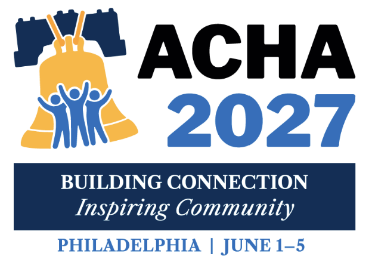 ACHA
2027
BUILDING CONNECTION
Inspiring Community
PHILADELPHIA | JUNE 1–5